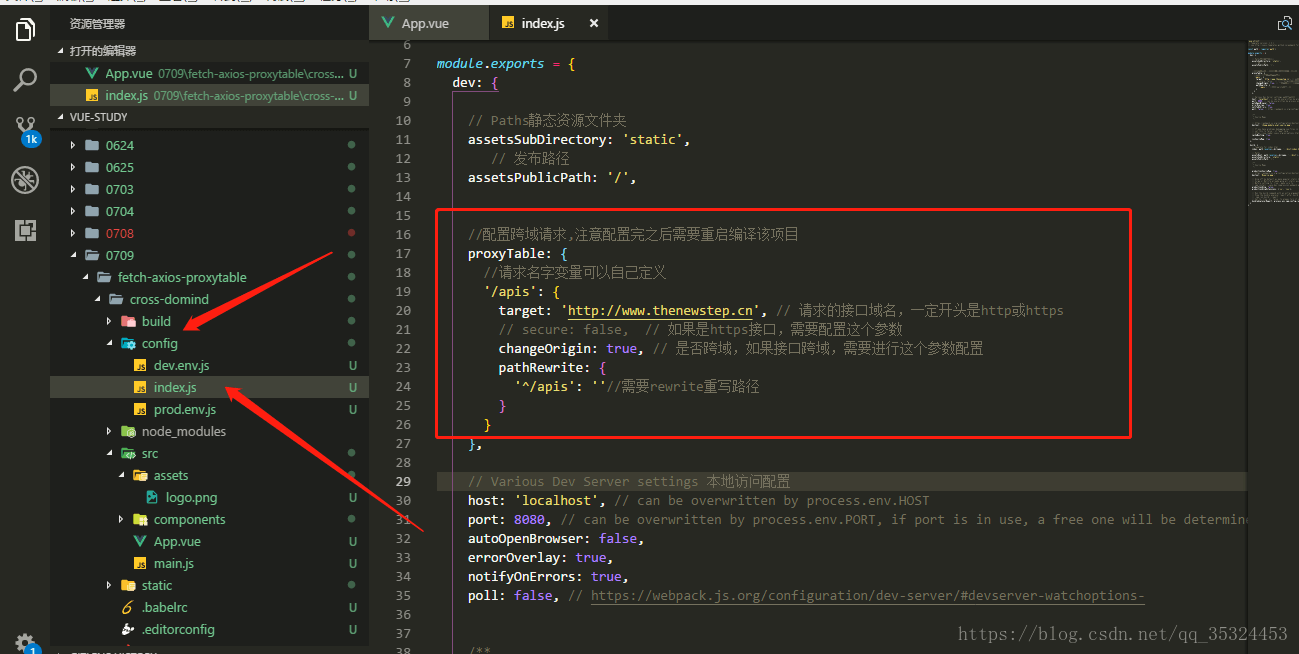 资源管理器
打开的编辑器
App.vue 0709\fetch-axios-proxytable\cross... U
index.js 0709\fetch-axios-proxytable\cross-... U
VUE-STUDY
0624
0625
0703
0704
0708
0709
fetch-axios-proxytable
cross-domind
build
config
dev.env.js U
index.js U
prod.env.js U
node_modules
src
assets
logo.png U
components
App.vue U
main.js U
static
.babelrc U
.editorconfig U
1k
1
App.vue
index.js ×
6
7 module.exports = {
8 dev: {
9
10 // Paths静态资源文件夹
11 assetsSubDirectory: 'static',
12 // 发布路径
13 assetsPublicPath: '/',
14
15
16 //配置跨域请求,注意配置完之后需要重启编译该项目
17 proxyTable: {
18 //请求名字变量可以自己定义
19 '/apis': {
20 target: 'http://www.thenewstep.cn', // 请求的接口域名，一定开头是http或https
21 // secure: false, // 如果是https接口，需要配置这个参数
22 changeOrigin: true, // 是否跨域，如果接口跨域，需要进行这个参数配置
23 pathRewrite: {
24 '^/apis': ''//需要rewrite重写路径
25 }
26 }
27 },
28
29 // Various Dev Server settings 本地访问配置
30 host: 'localhost', // can be overwritten by process.env.HOST
31 port: 8080, // can be overwritten by process.env.PORT, if port is in use, a free one will be determin
32 autoOpenBrowser: false,
33 errorOverlay: true,
34 notifyOnErrors: true,
35 poll: false, // https://webpack.js.org/configuration/dev-server/#devserver-watchoptions-
36
37
38 /**
https://blog.csdn.net/qq_35324453